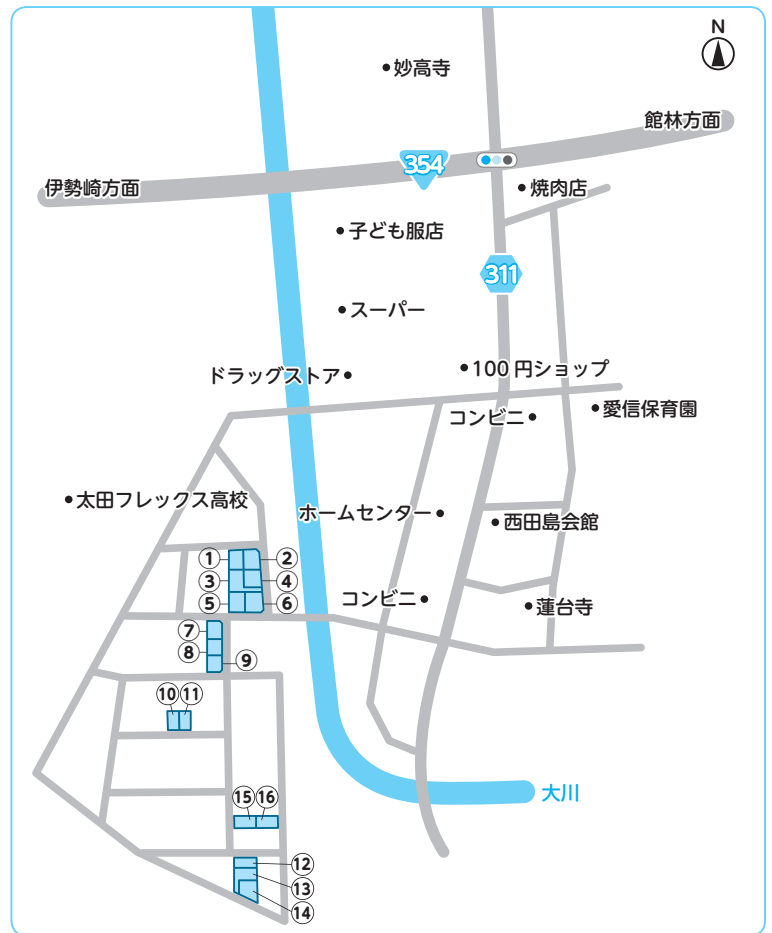 N
妙高寺
館林方面
354
伊勢崎方面
焼肉店
子ども服店
311
スーパー
ドラッグストア
100円ショップ
コンビニ
愛信保育園
太田フレックス高校
ホームセンター
西田島会館
① ②
③ ④
コンビニ
⑤ ⑥
蓮台寺
⑦
⑧ ⑨
⑩ ⑪
大川
⑮ ⑯
⑫
⑬
⑭